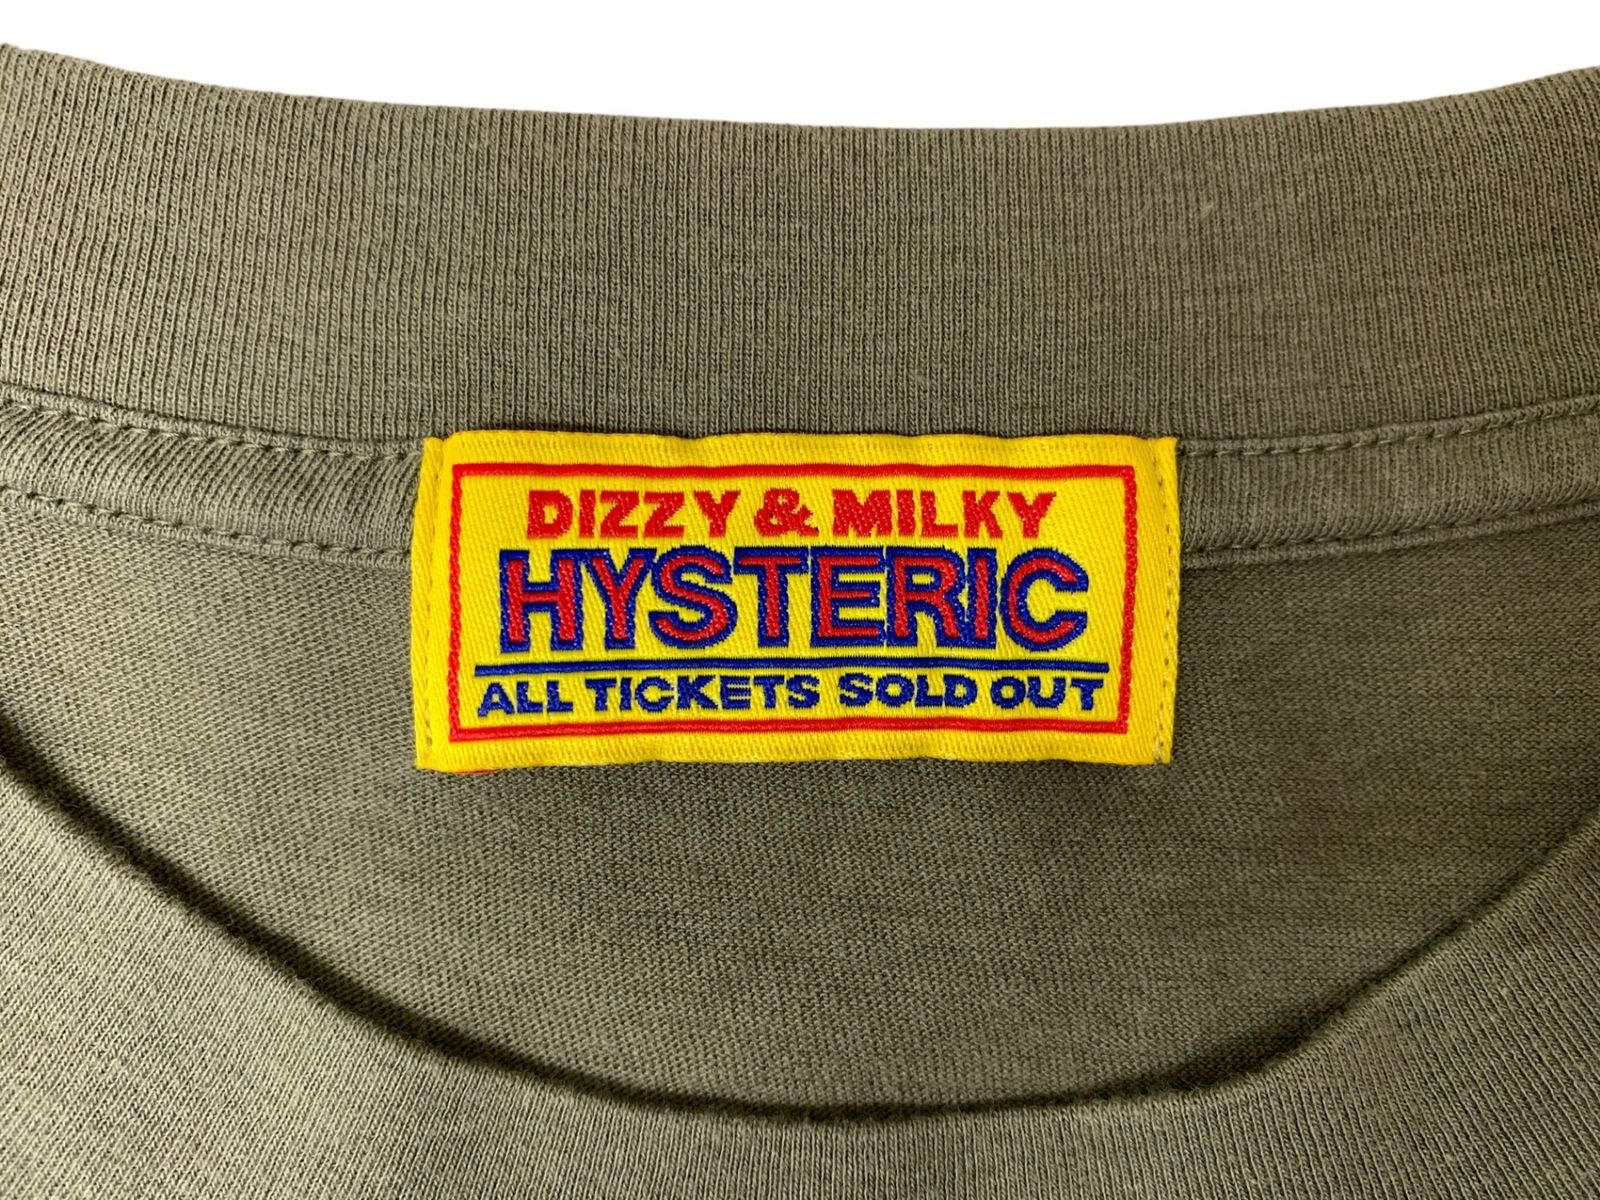 DIZZY & MILKY
HYSTERIC
ALL TICKETS SOLD OUT